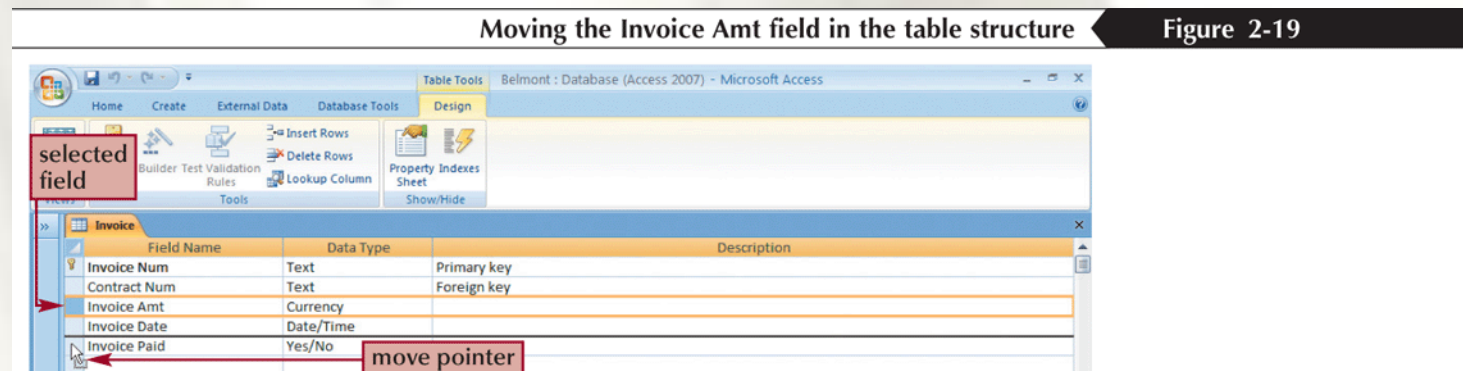 Moving the Invoice Amt field in the table structure Figure 2-19
Table Tools Belmont : Database (Access 2007) - Microsoft Access
Home Create External Data Database Tools Design
selected field
Builder Test Validation Rules
Insert Rows
Delete Rows
Lookup Column
Property Sheet
Indexes
Tools Show/Hide
Invoice
Field Name Data Type Description
Invoice Num Text Primary key
Contract Num Text Foreign key
Invoice Amt Currency
Invoice Date Date/Time
Invoice Paid Yes/No
move pointer